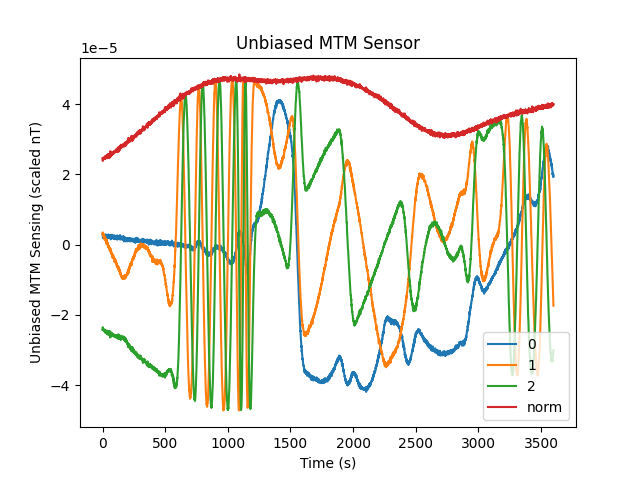 Unbiased MTM Sensor
1e−5
Unbiased MTM Sensing (scaled nT)
4
2
0
−2
−4
0 500 1000 1500 2000 2500 3000 3500
Time (s)
0
1
2
norm